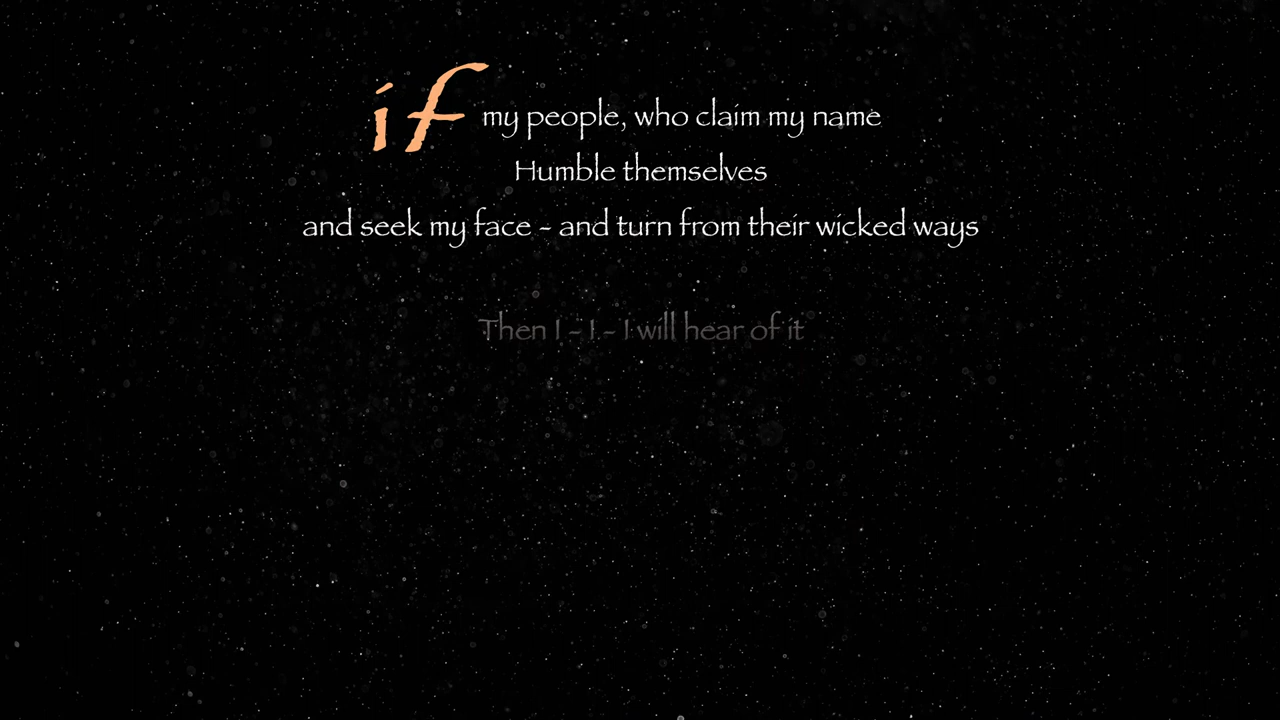 if my people, who claim my name
Humble themselves
and seek my face - and turn from their wicked ways
Then I - I - I will hear of it